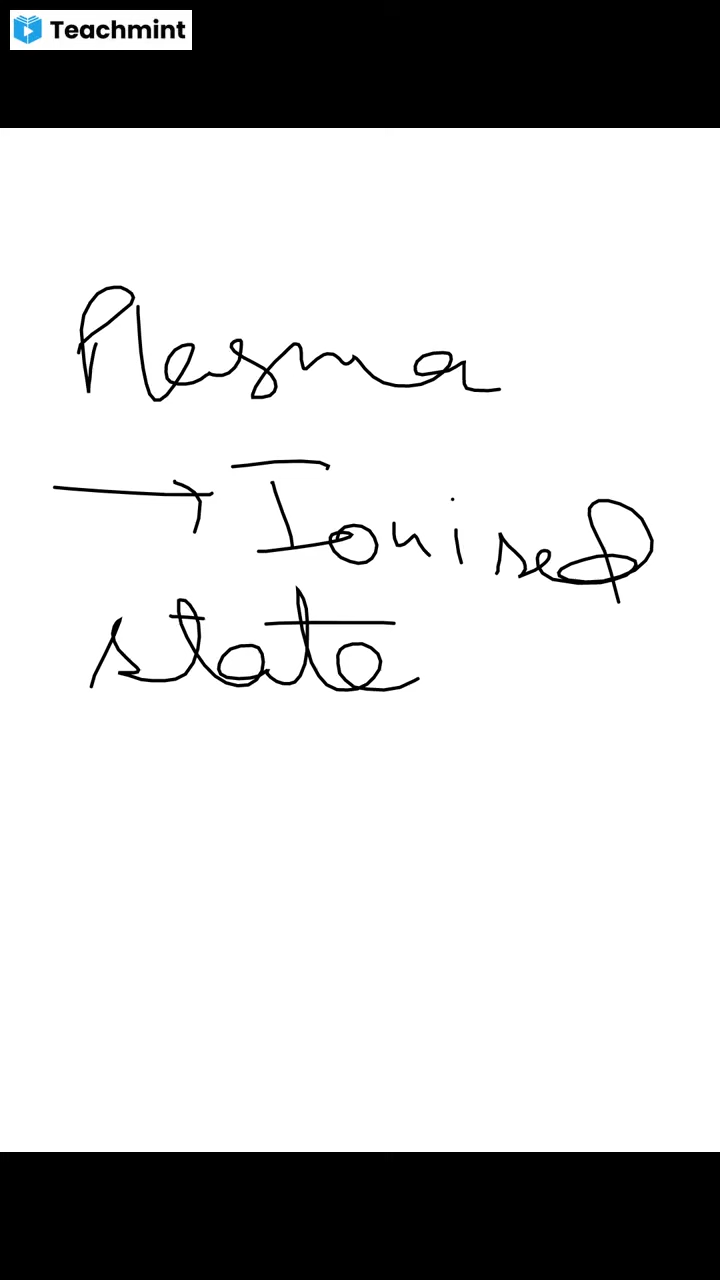 Teachmint
Plasma
→ Ionised
state